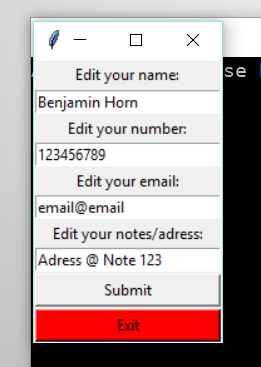 Edit your name:
Benjamin Horn
Edit your number:
123456789
Edit your email:
email@email
Edit your notes/adress:
Adress @ Note 123
Submit
Exit
se